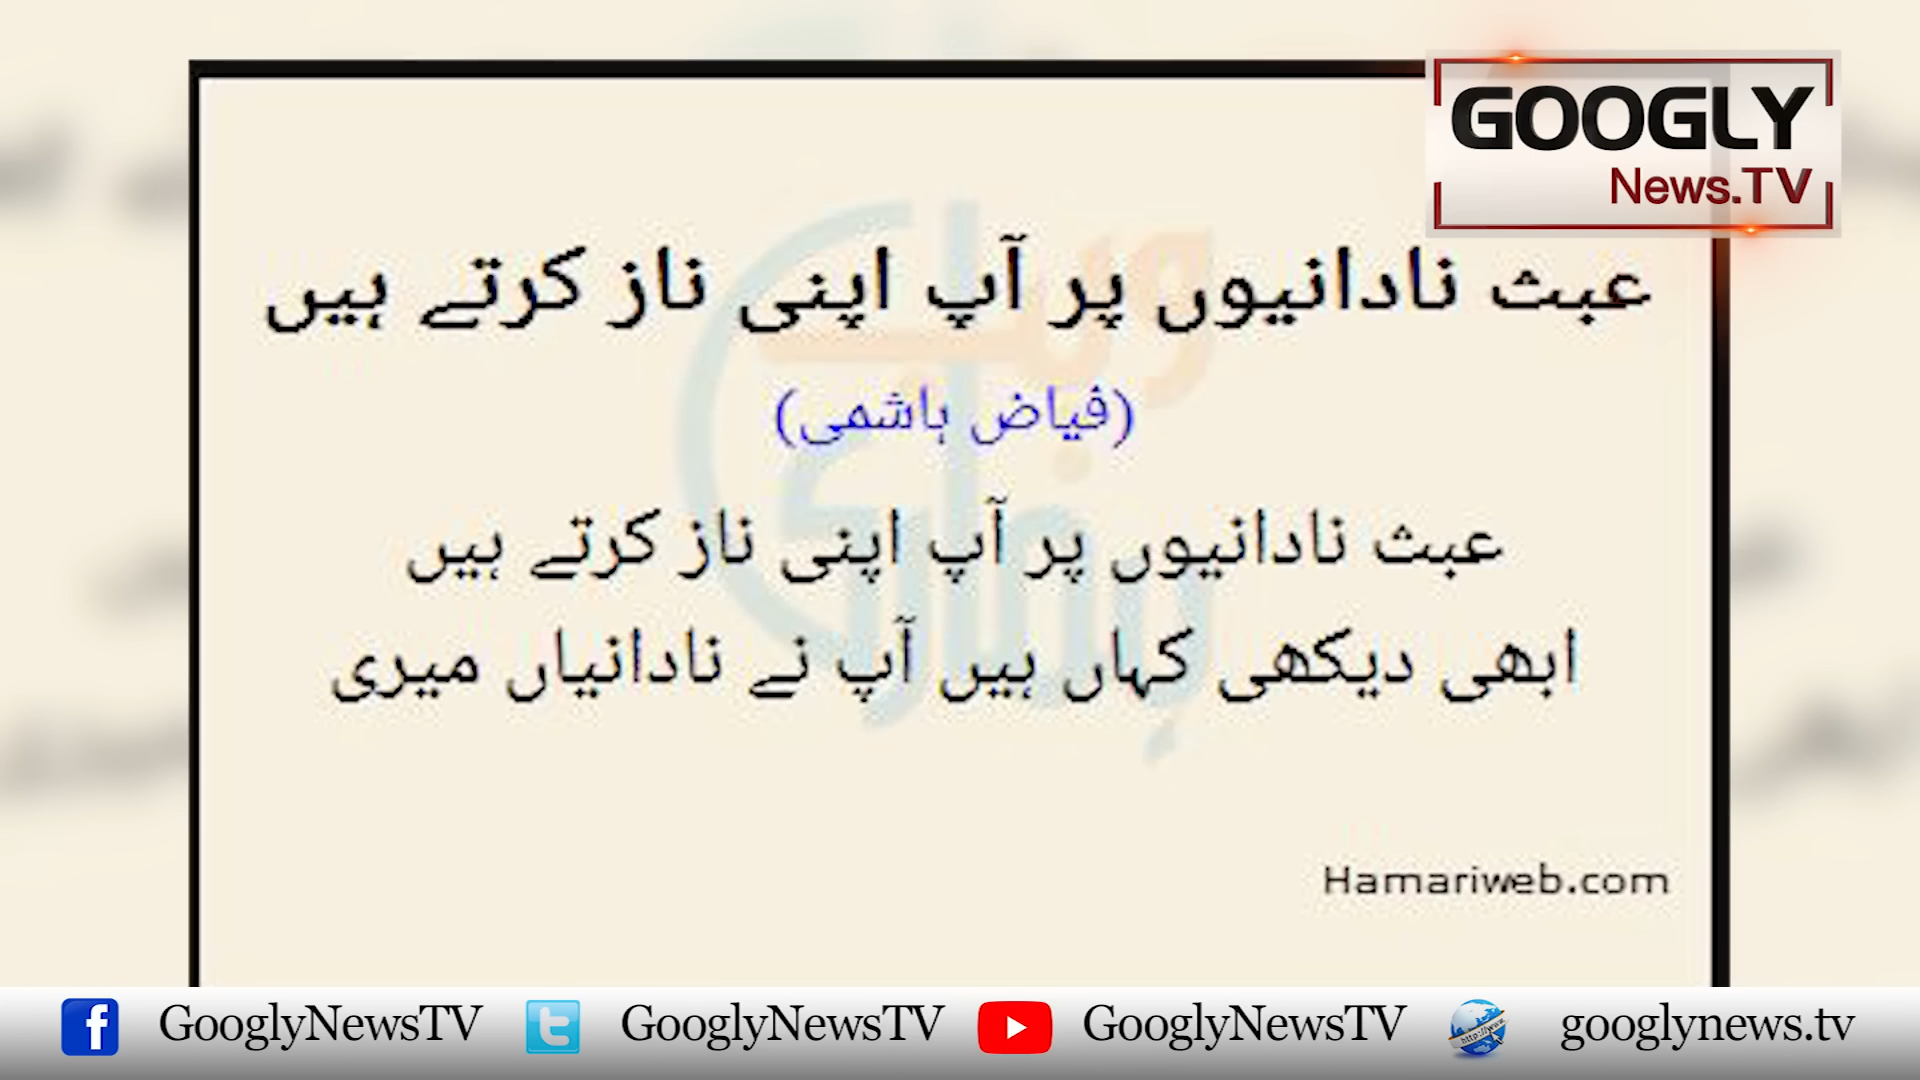 GOOGLY
News.TV
عبث نادانیوں پر آپ اپنی ناز کرتے ہیں
(فیاض ہاشمی)
عبث نادانیوں پر آپ اپنی ناز کرتے ہیں
ابھی دیکھی کہاں ہیں آپ نے نادانیاں میری
Hamariweb.com
GooglyNewsTV GooglyNewsTV GooglyNewsTV googlynews.tv